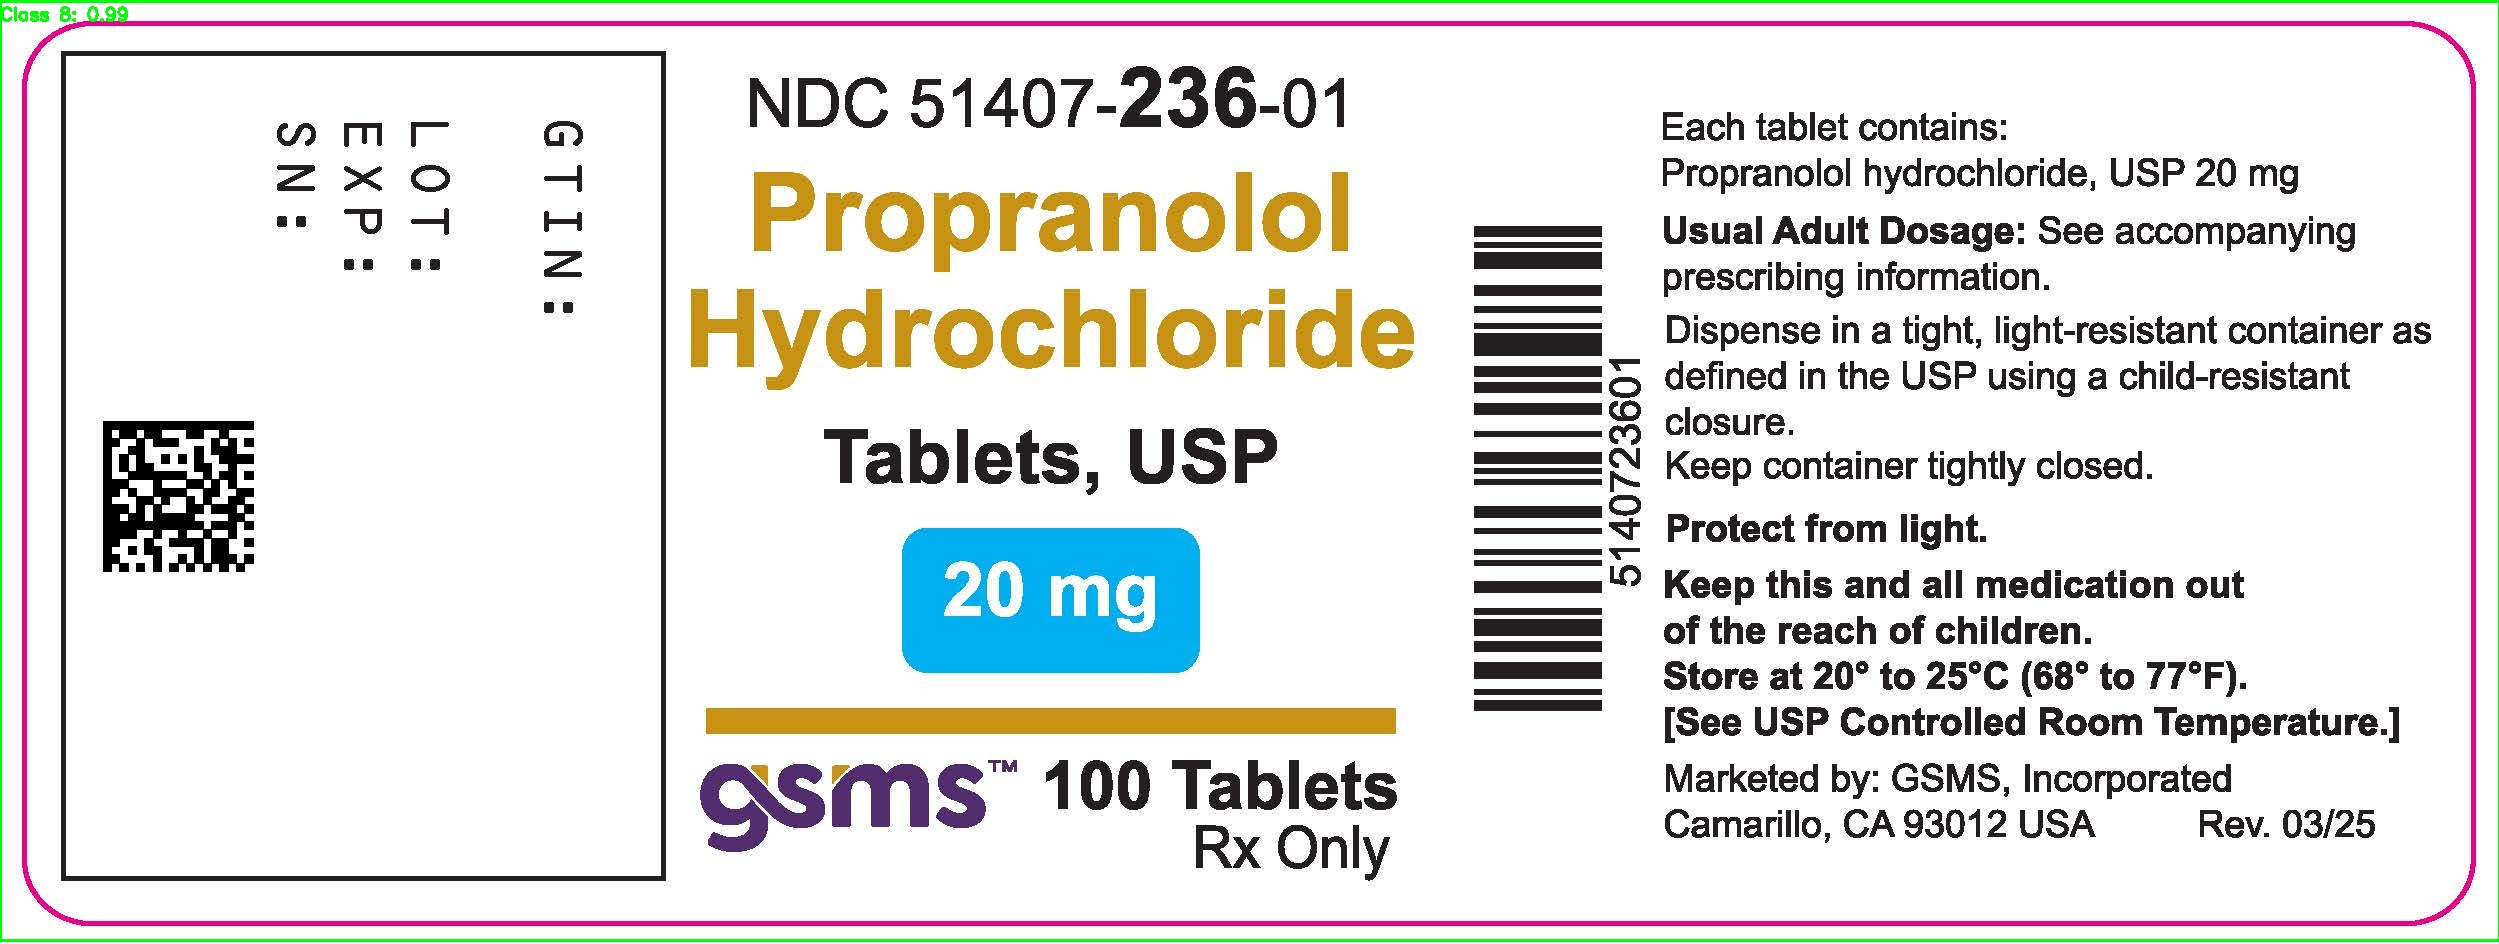 Class 8: 0.99
GTIN:
LOT:
EXP:
SN:
NDC 51407-236-01
Propranolol
Hydrochloride
Tablets, USP
20 mg
gsms™ 100 Tablets
Rx Only
5140723601
Each tablet contains:
Propranolol hydrochloride, USP 20 mg
Usual Adult Dosage: See accompanying
prescribing information.
Dispense in a tight, light-resistant container as
defined in the USP using a child-resistant
closure.
Keep container tightly closed.
Protect from light.
Keep this and all medication out
of the reach of children.
Store at 20° to 25°C (68° to 77°F).
[See USP Controlled Room Temperature.]
Marketed by: GSMS, Incorporated
Camarillo, CA 93012 USA Rev. 03/25